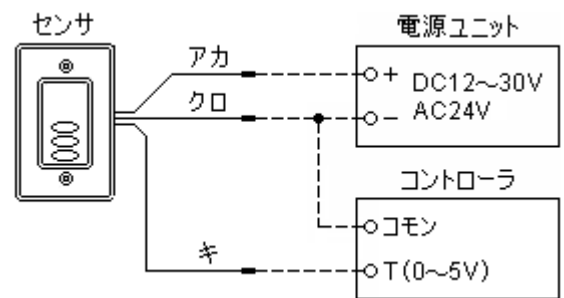 センサ
電源ユニット
アカ
+
DC12～30V
クロ
−
AC24V
コントローラ
コモン
キ
T(0～5V)